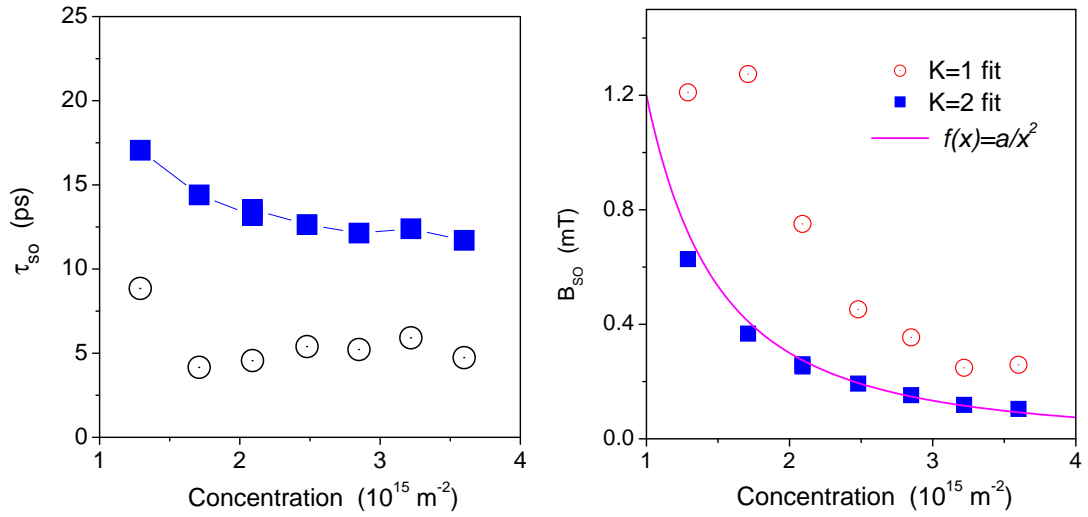 25
20
15
10
5
0
τso (ps)
1
2
3
4
Concentration (10¹⁵ m⁻²)
1.2
0.8
0.4
0.0
BSO (mT)
K=1 fit
K=2 fit
f(x)=a/x²
1
2
3
4
Concentration (10¹⁵ m⁻²)